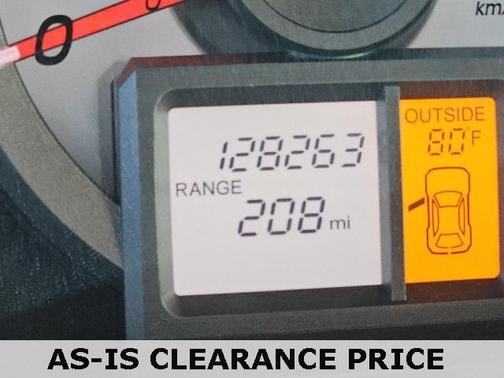 0
km/
128263
RANGE
208 mi
OUTSIDE
80°F
AS-IS CLEARANCE PRICE